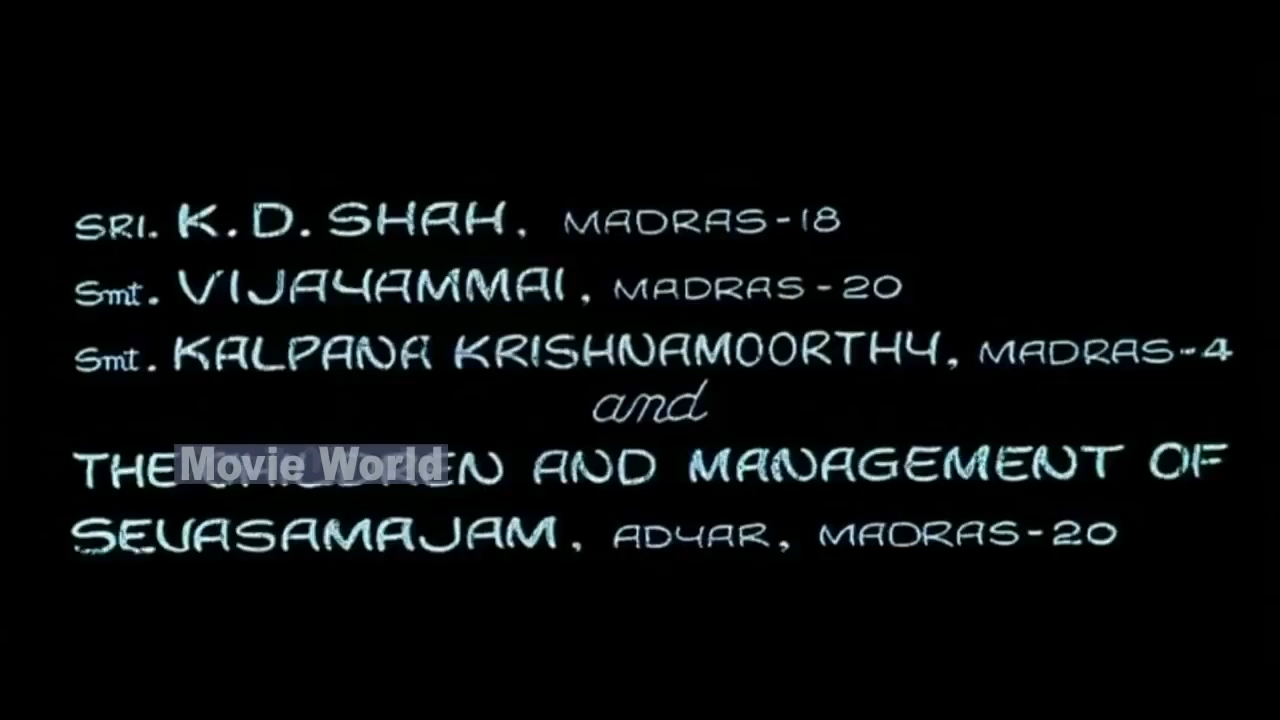 SRI. K.D. SHAH, MADRAS-18
Smt. VIJAYAMMAI, MADRAS-20
Smt. KALPANA KRISHNAMOORTHY, MADRAS-4
and
THE CHILDREN AND MANAGEMENT OF
Movie World
SEVASAMAJAM, ADYAR, MADRAS-20